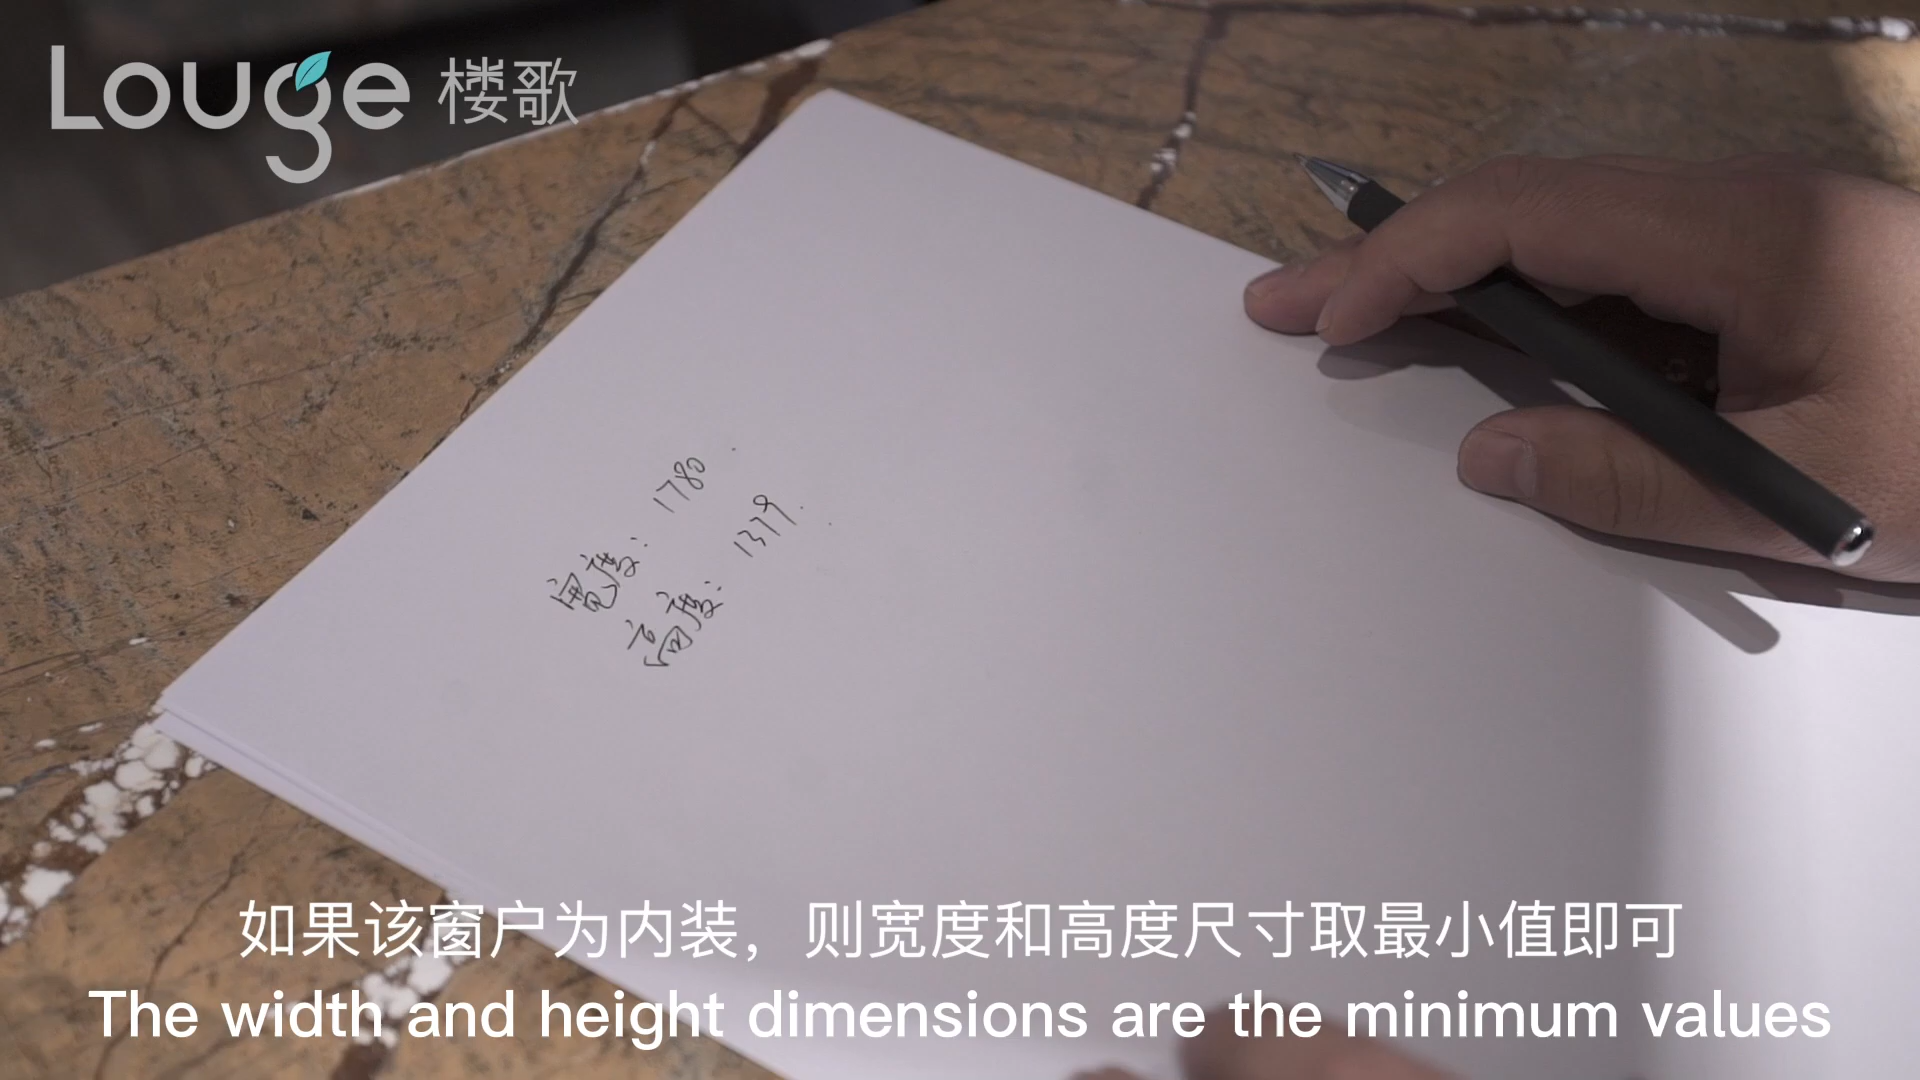 Louge 楼歌
寬度: 1780
高度: 1379
如果该窗户为内装，则宽度和高度尺寸取最小值即可
The width and height dimensions are the minimum values